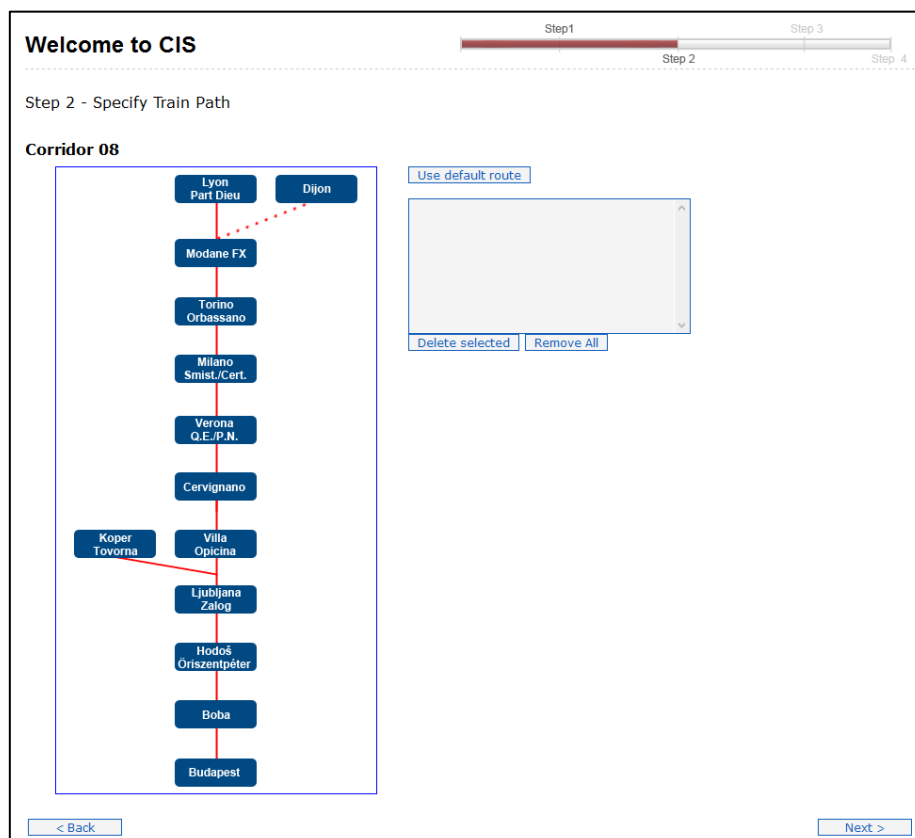 Welcome to CIS
Step1
Step 3
Step 2
Step 4
Step 2 - Specify Train Path
Corridor 08
Lyon
Part Dieu
Dijon
Modane FX
Torino
Orbassano
Milano
Smist./Cert.
Verona
Q.E./P.N.
Cervignano
Koper
Tovorna
Villa
Opicina
Ljubljana
Zalog
Hodoš
Öriszentpéter
Boba
Budapest
Use default route
Delete selected
Remove All
< Back
Next >